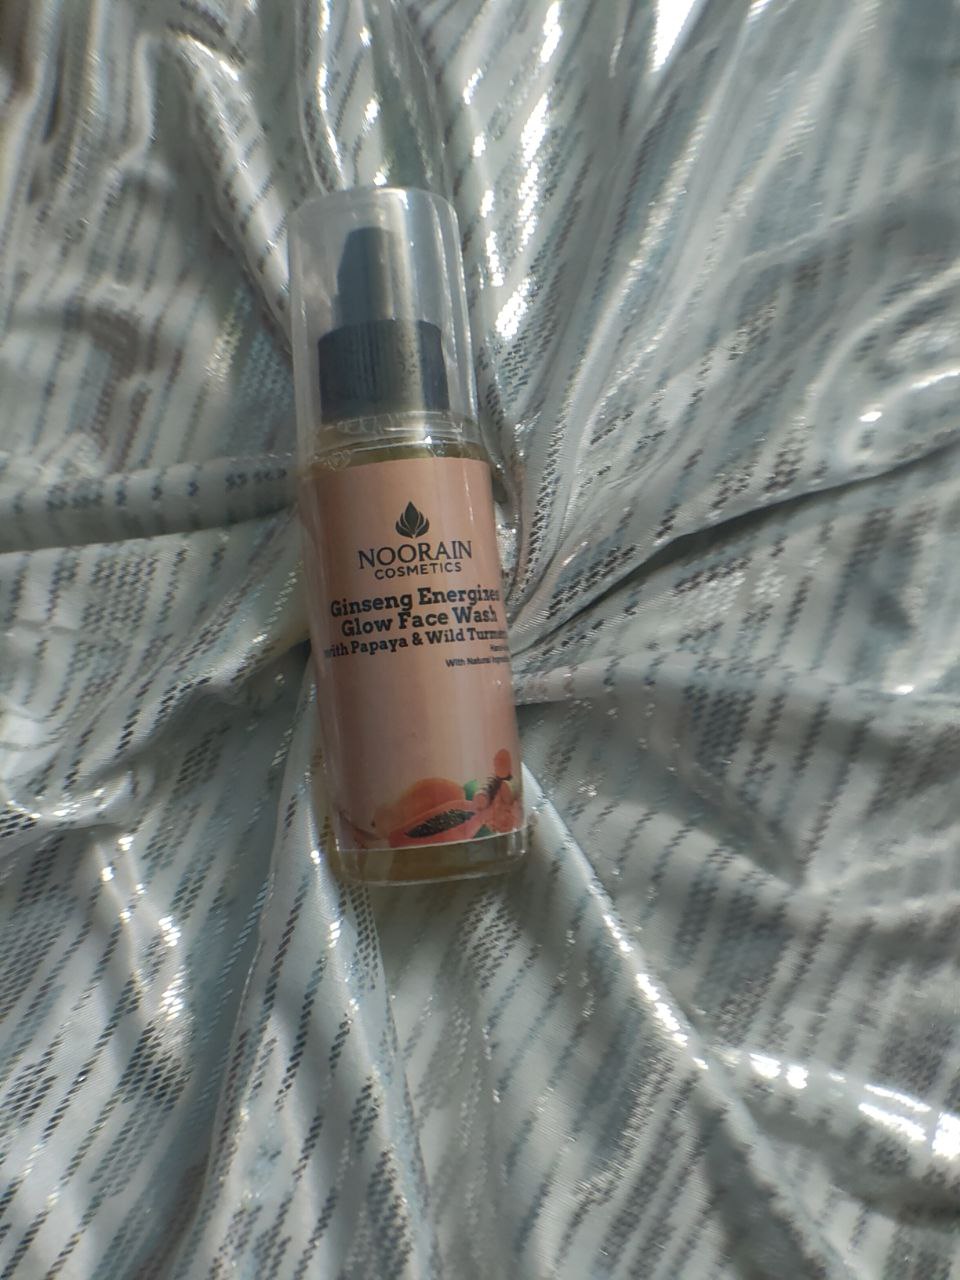 NOORAIN
COSMETICS
Ginseng Energizes
Glow Face Wash
with Papaya & Wild
With Natural